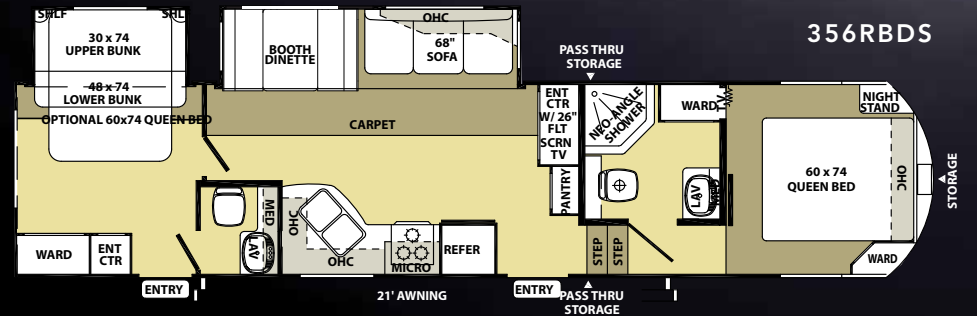 356RBDS
SHLF
SHLF
30 x 74
UPPER BUNK
48 x 74
LOWER BUNK
OPTIONAL 60x74 QUEEN BED
BOOTH
DINETTE
OHC
68"
SOFA
PASS THRU
STORAGE
CARPET
ENT
CTR
W/ 26"
FLT
SCRN
TV
PANTRY
NEO-ANGLE
SHOWER
WARD
TV
NIGHT
STAND
60 x 74
QUEEN BED
OHC
STORAGE
WARD
MED
LAV
STEP
STEP
WARD
ENT
CTR
MED
LAV
OHC
OHC
MICRO
REFER
ENTRY
21' AWNING
ENTRY
PASS THRU
STORAGE